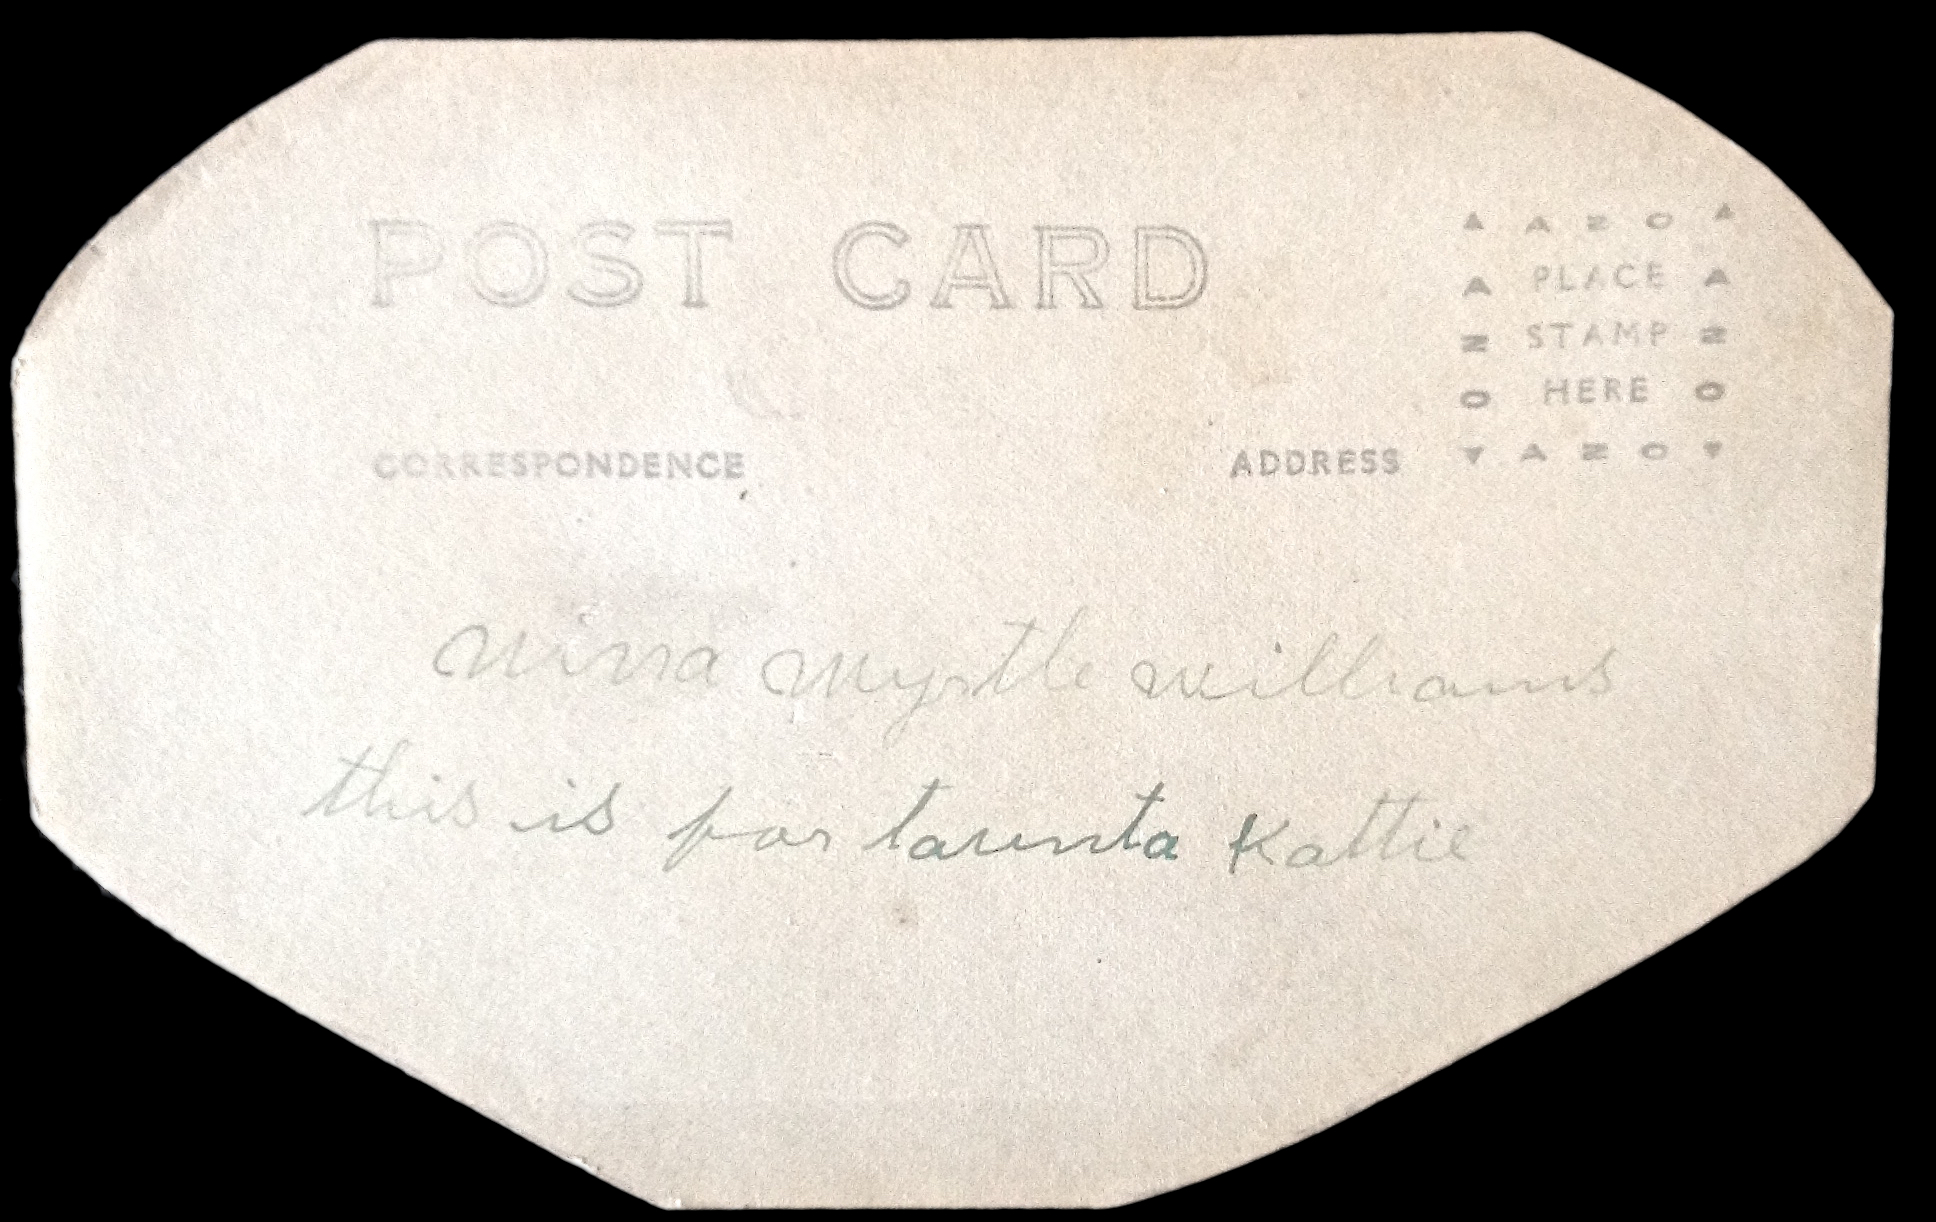 POST CARD
AZO
PLACE
STAMP
HERE
AZO
CORRESPONDENCE
ADDRESS
Nina Myrtle Williams
this is for taunta Kattie